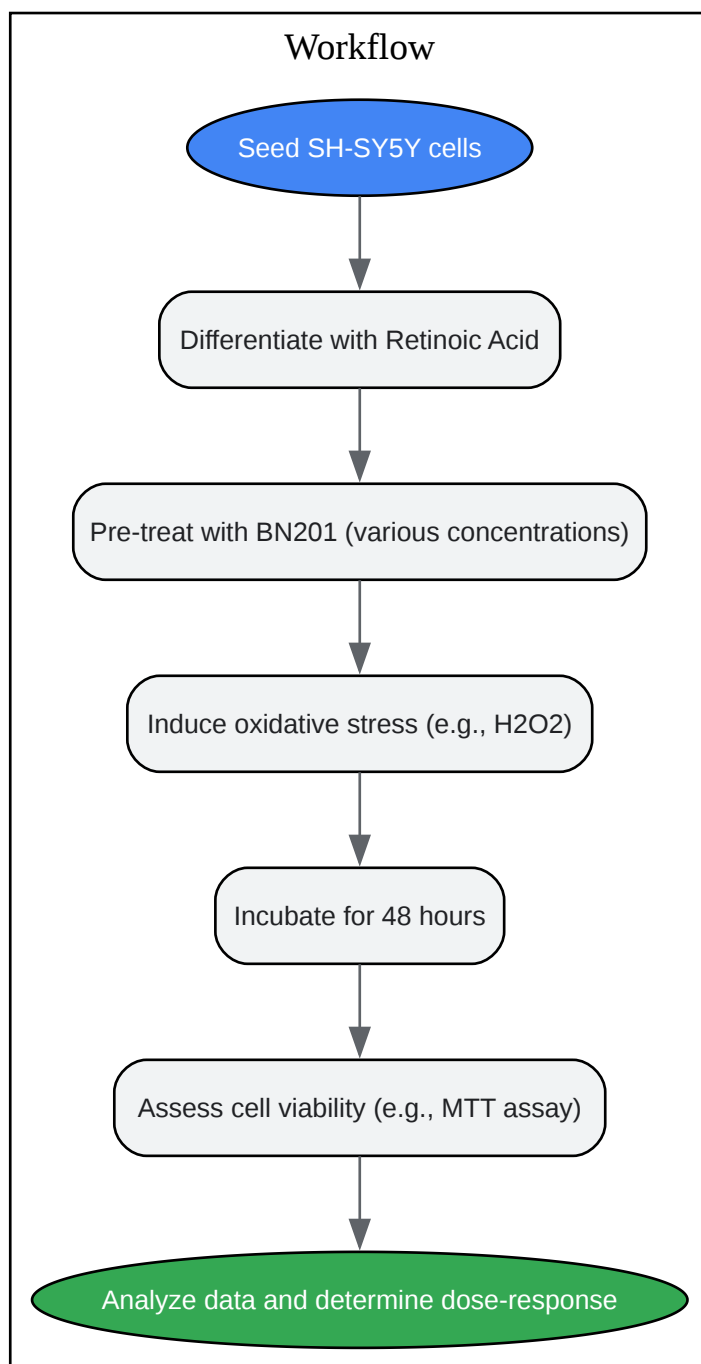 Workflow
Seed SH-SY5Y cells
Differentiate with Retinoic Acid
Pre-treat with BN201 (various concentrations)
Induce oxidative stress (e.g., H2O2)
Incubate for 48 hours
Assess cell viability (e.g., MTT assay)
Analyze data and determine dose-response